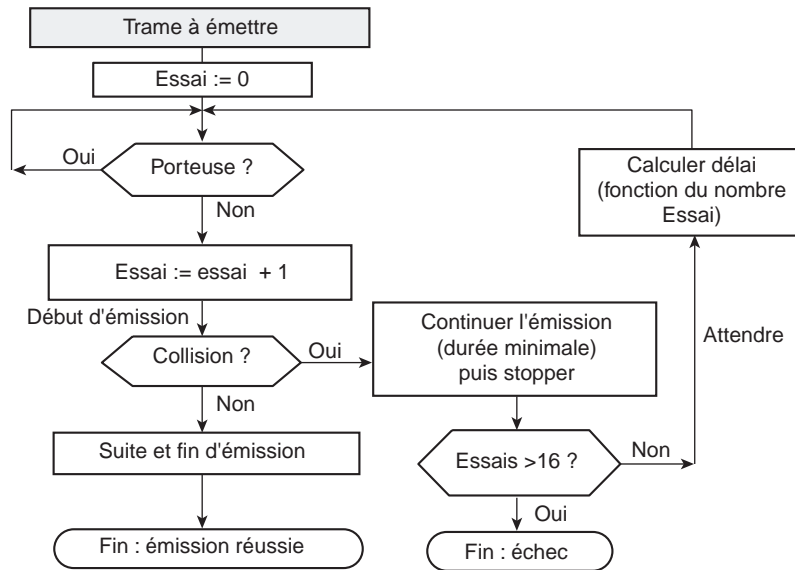 Trame à émettre
Essai := 0
Oui
Porteuse ?
Non
Calculer délai
(fonction du nombre
Essai)
Essai := essai + 1
Début d'émission
Collision ?
Oui
Non
Continuer l'émission
(durée minimale)
puis stopper
Attendre
Suite et fin d'émission
Essais >16 ?
Non
Oui
Fin : émission réussie
Fin : échec